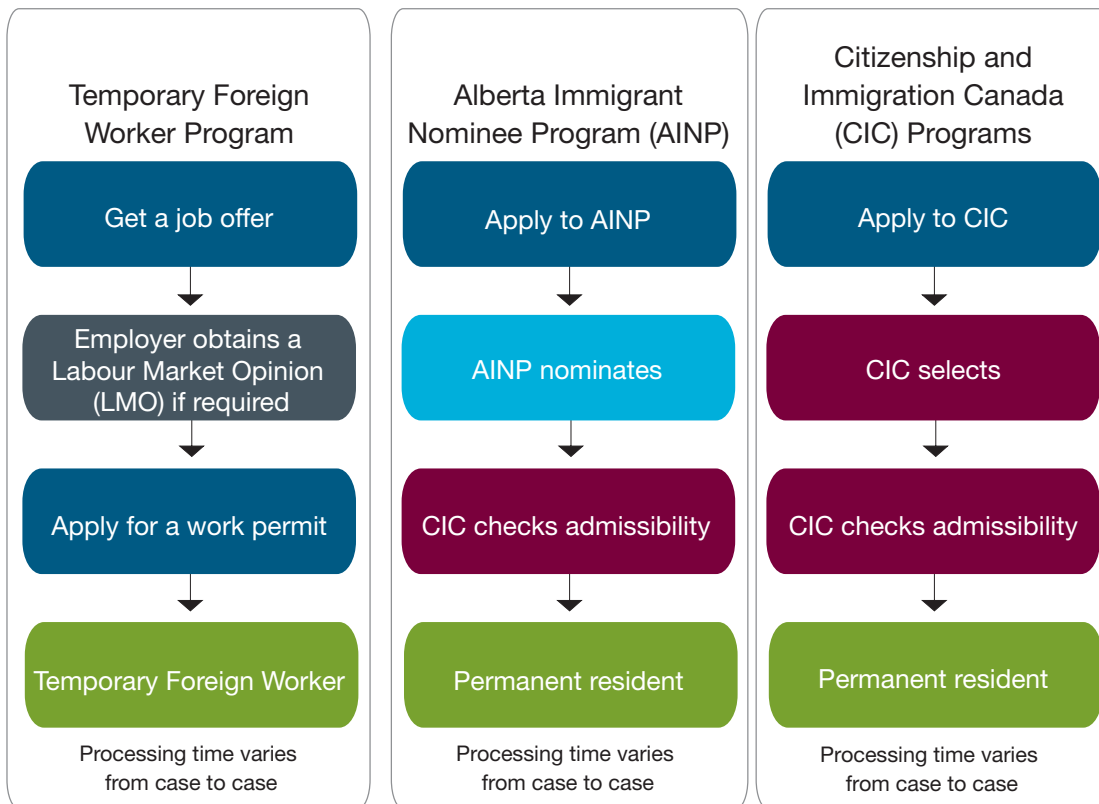 Temporary Foreign
Worker Program
Get a job offer
Employer obtains a
Labour Market Opinion
(LMO) if required
Apply for a work permit
Temporary Foreign Worker
Processing time varies
from case to case
Alberta Immigrant
Nominee Program (AINP)
Apply to AINP
AINP nominates
CIC checks admissibility
Permanent resident
Processing time varies
from case to case
Citizenship and
Immigration Canada
(CIC) Programs
Apply to CIC
CIC selects
CIC checks admissibility
Permanent resident
Processing time varies
from case to case